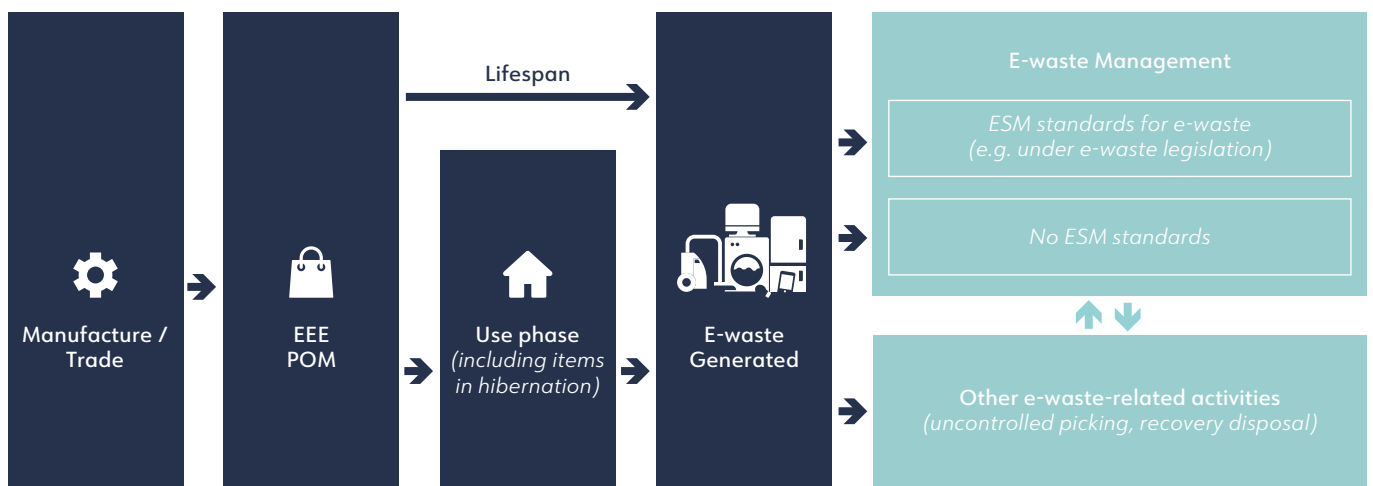 Manufacture /
Trade
EEE
POM
Lifespan
Use phase
(including items
in hibernation)
E-waste
Generated
E-waste Management
ESM standards for e-waste
(e.g. under e-waste legislation)
No ESM standards
Other e-waste-related activities
(uncontrolled picking, recovery disposal)